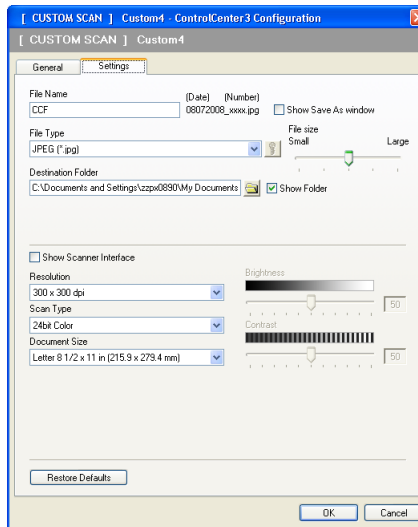 [ CUSTOM SCAN ] Custom4 - ControlCenter3 Configuration
[ CUSTOM SCAN ] Custom4
General Settings
File Name (Date) (Number)
CCF 08072008_xxxx.jpg Show Save As window
File Type File size
JPEG (*.jpg) Small Large
Destination Folder
C:\Documents and Settings\zzpx0890\My Documents Show Folder
Show Scanner Interface
Resolution Brightness
300 x 300 dpi 50
Scan Type
24bit Color Contrast
Document Size
Letter 8 1/2 x 11 in (215.9 x 279.4 mm) 50
Restore Defaults
OK Cancel